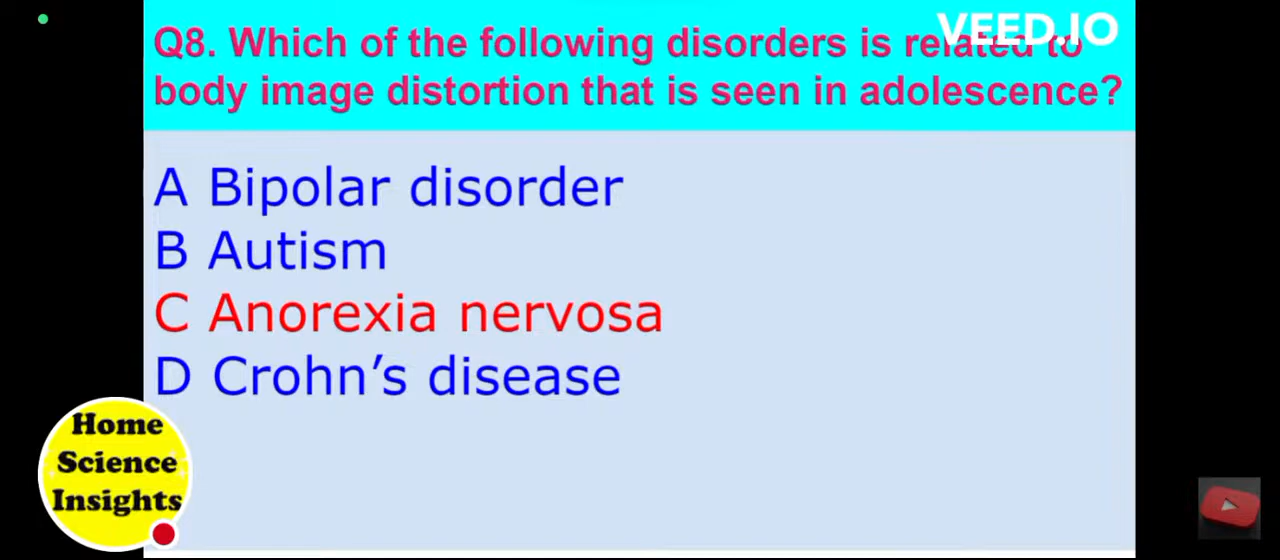 VEED.IO
Q8. Which of the following disorders is related to
body image distortion that is seen in adolescence?
A Bipolar disorder
B Autism
C Anorexia nervosa
D Crohn’s disease
Home
Science
Insights